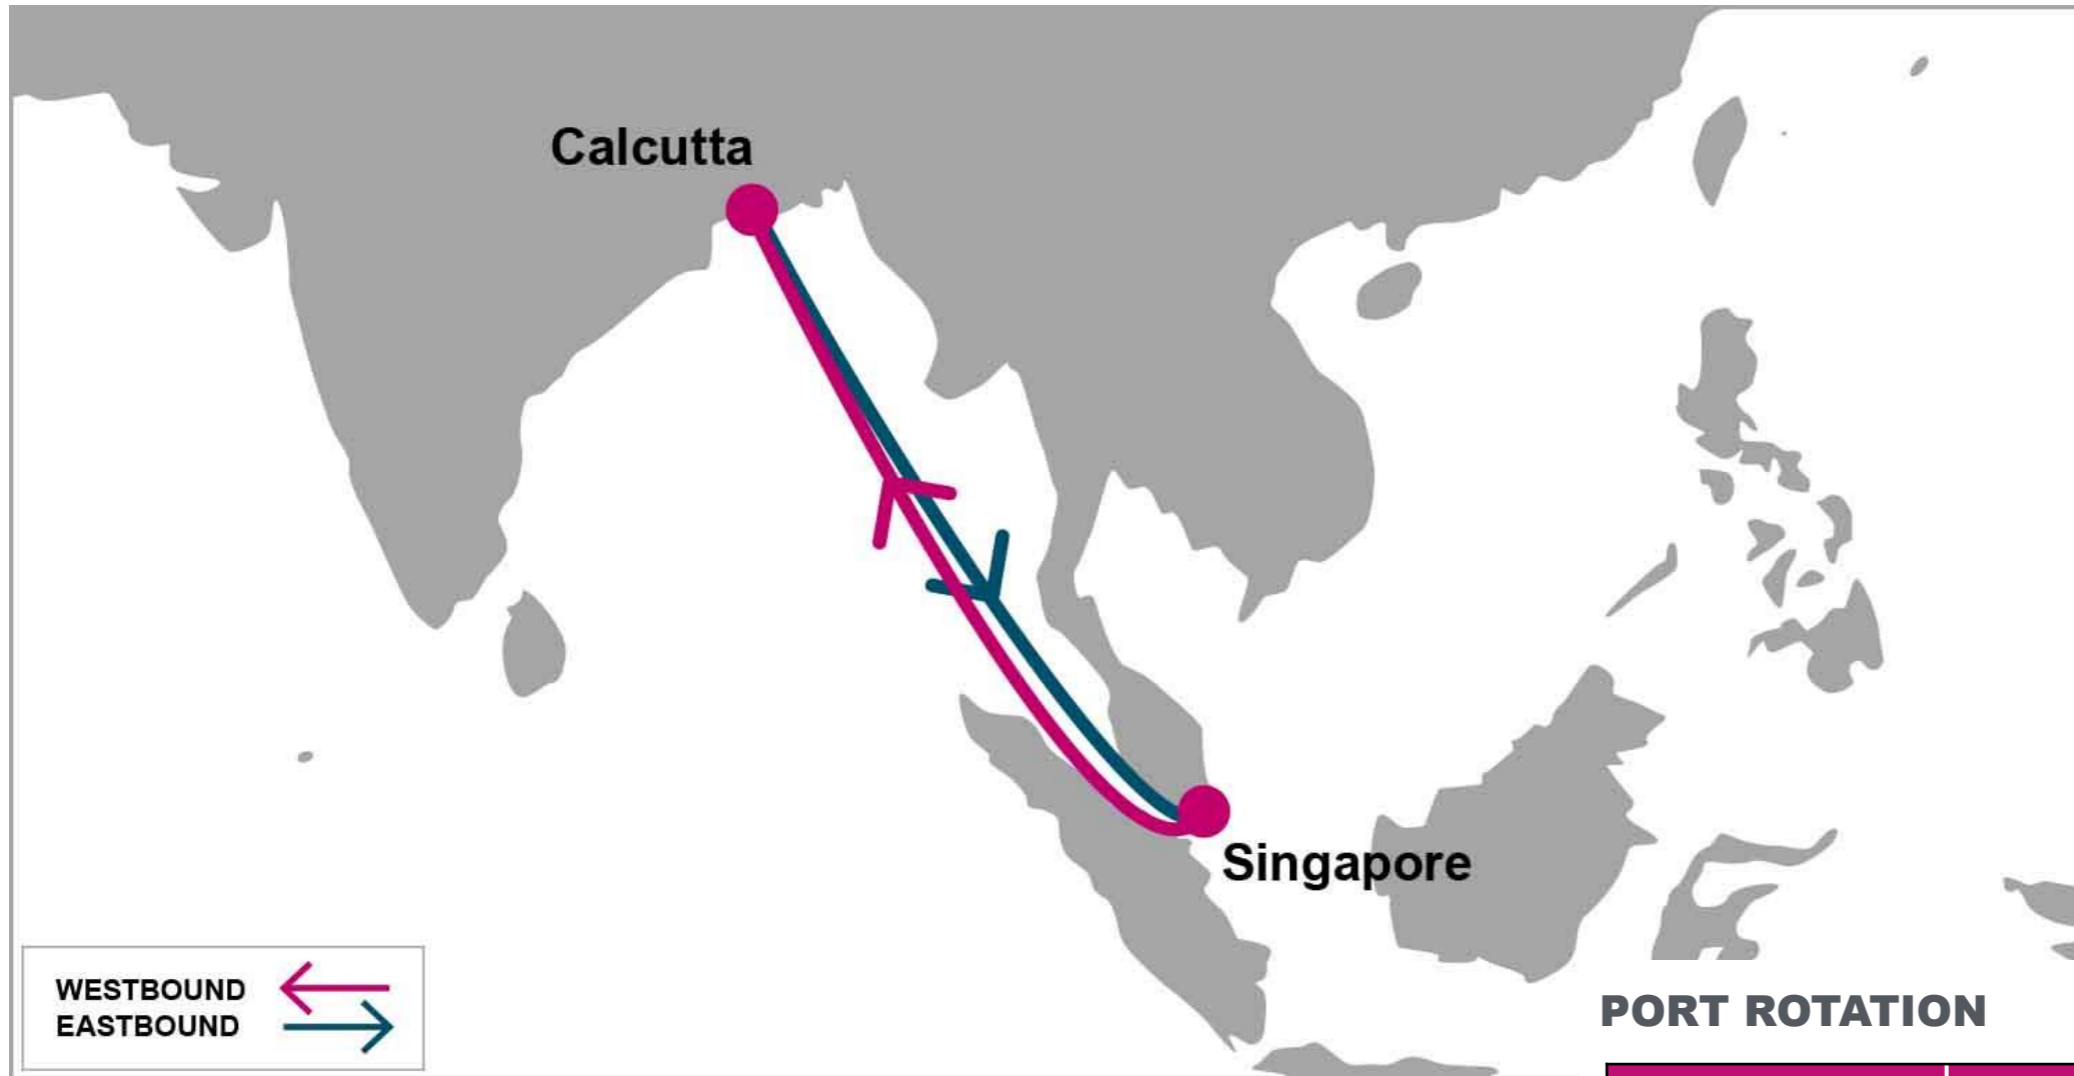 Calcutta
Singapore
WESTBOUND
EASTBOUND
PORT ROTATION